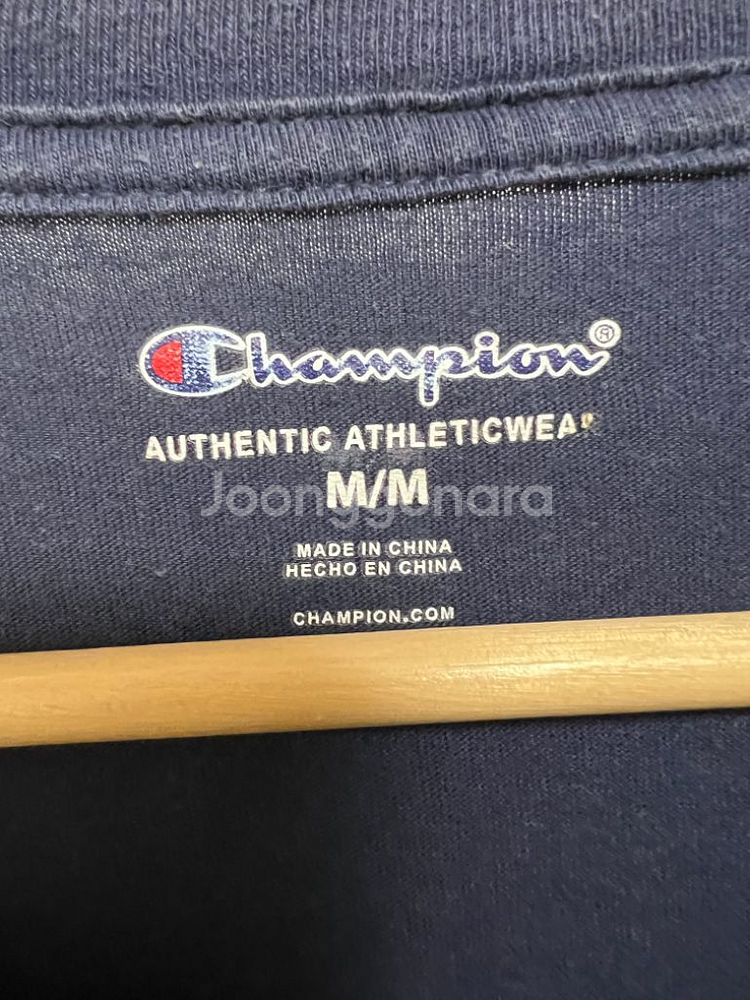 Champion®
AUTHENTIC ATHLETICWEAR
M/M
Joonggonara
MADE IN CHINA
HECHO EN CHINA
CHAMPION.COM